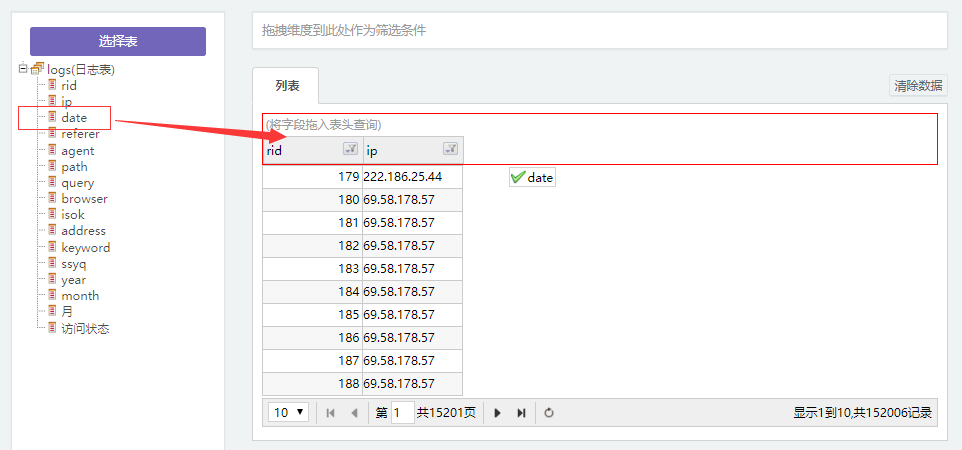 选择表
logs(日志表)
rid
ip
date
referer
agent
path
query
browser
isok
address
keyword
ssyq
year
month
月
访问状态
拖拽维度到此处作为筛选条件
列表
清除数据
(将字段拖入表头查询)
rid ip
179 222.186.25.44
date
180 69.58.178.57
181 69.58.178.57
182 69.58.178.57
183 69.58.178.57
184 69.58.178.57
185 69.58.178.57
186 69.58.178.57
187 69.58.178.57
188 69.58.178.57
10 第 1 共15201页 显示1到10,共152006记录